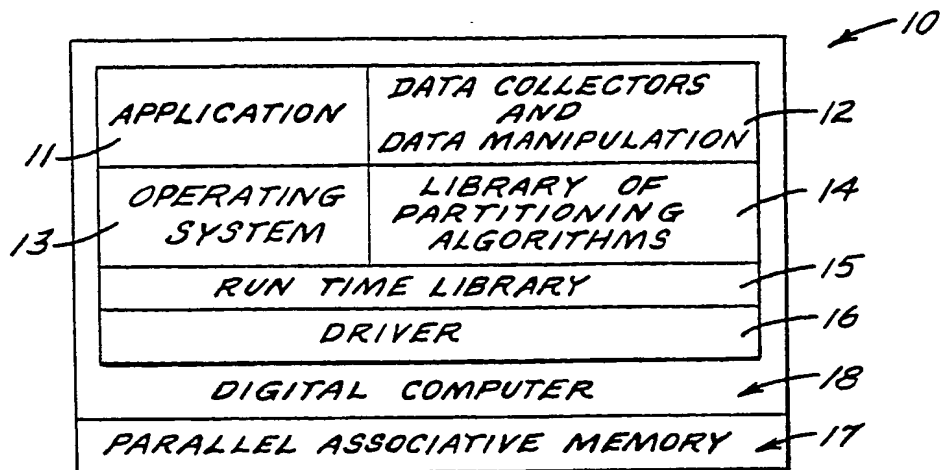 10
APPLICATION
11
DATA COLLECTORS
AND
DATA MANIPULATION
12
OPERATING
SYSTEM
13
LIBRARY OF
PARTITIONING
ALGORITHMS
14
RUN TIME LIBRARY
15
DRIVER
16
DIGITAL COMPUTER
18
PARALLEL ASSOCIATIVE MEMORY
17